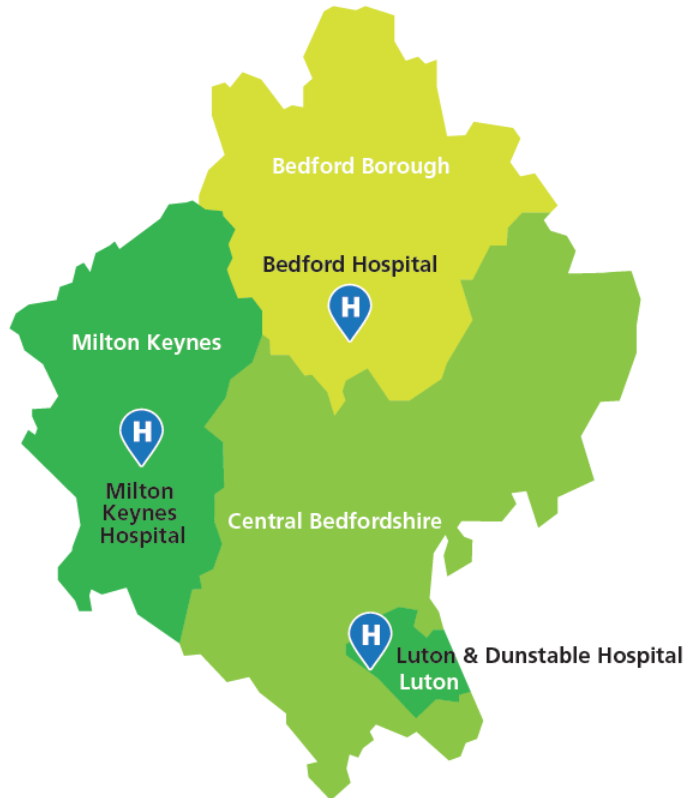 Bedford Borough
Bedford Hospital
H
Milton Keynes
H
Milton
Keynes
Hospital
Central Bedfordshire
H
Luton & Dunstable Hospital
Luton